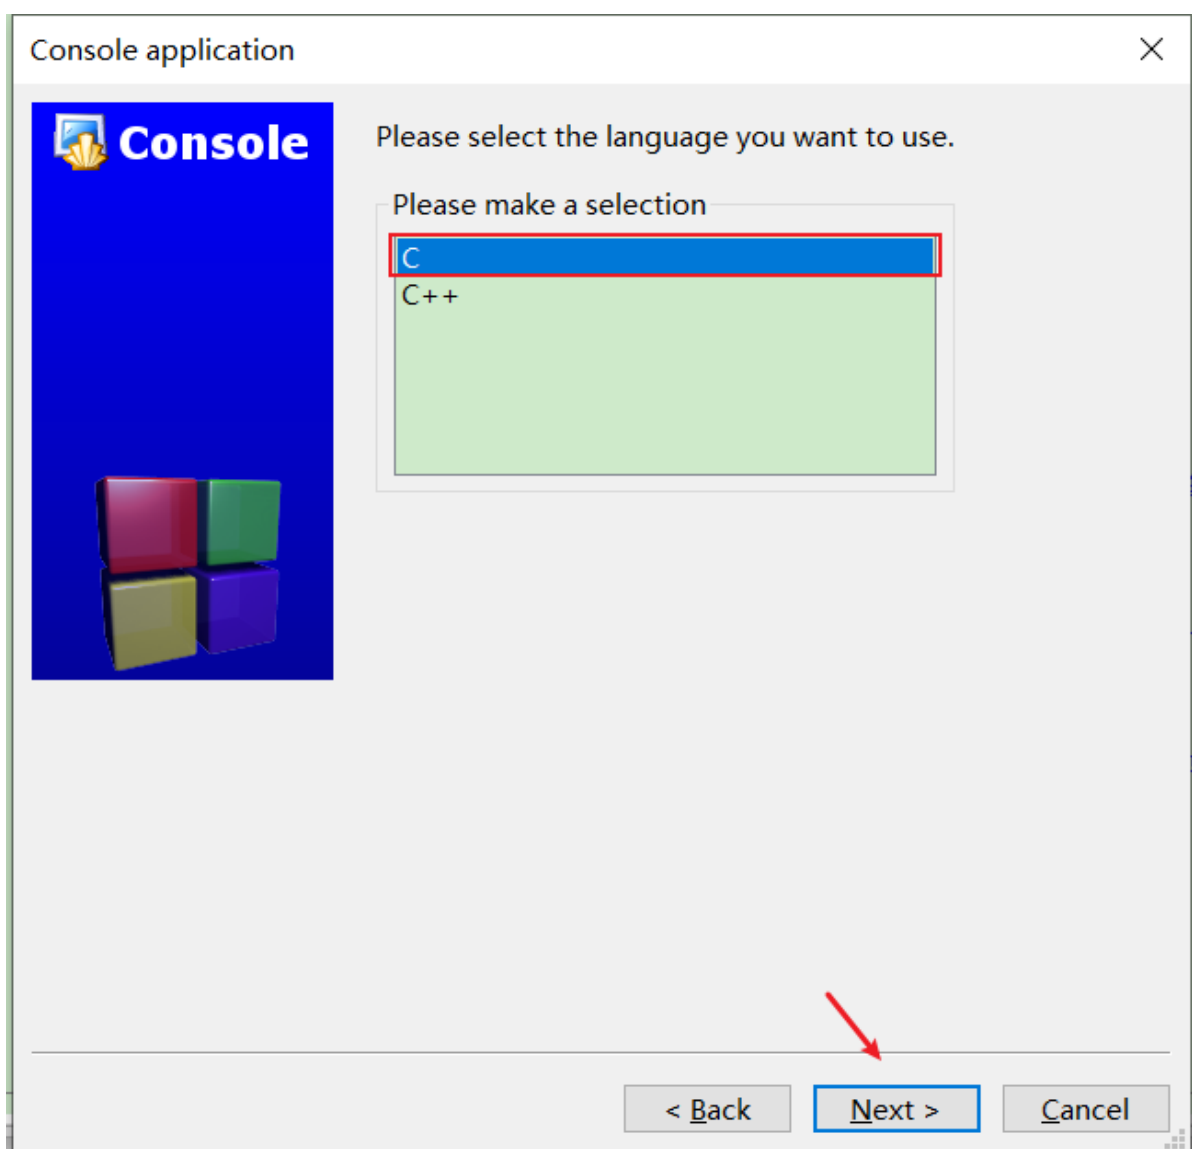 Console application
Console
Please select the language you want to use.
Please make a selection
C
C++
< Back
Next >
Cancel